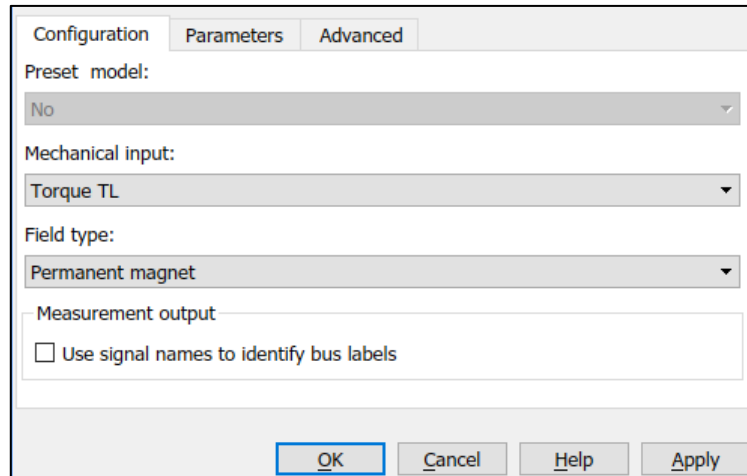 Configuration Parameters Advanced
Preset model:
No
Mechanical input:
Torque TL
Field type:
Permanent magnet
Measurement output
Use signal names to identify bus labels
OK Cancel Help Apply